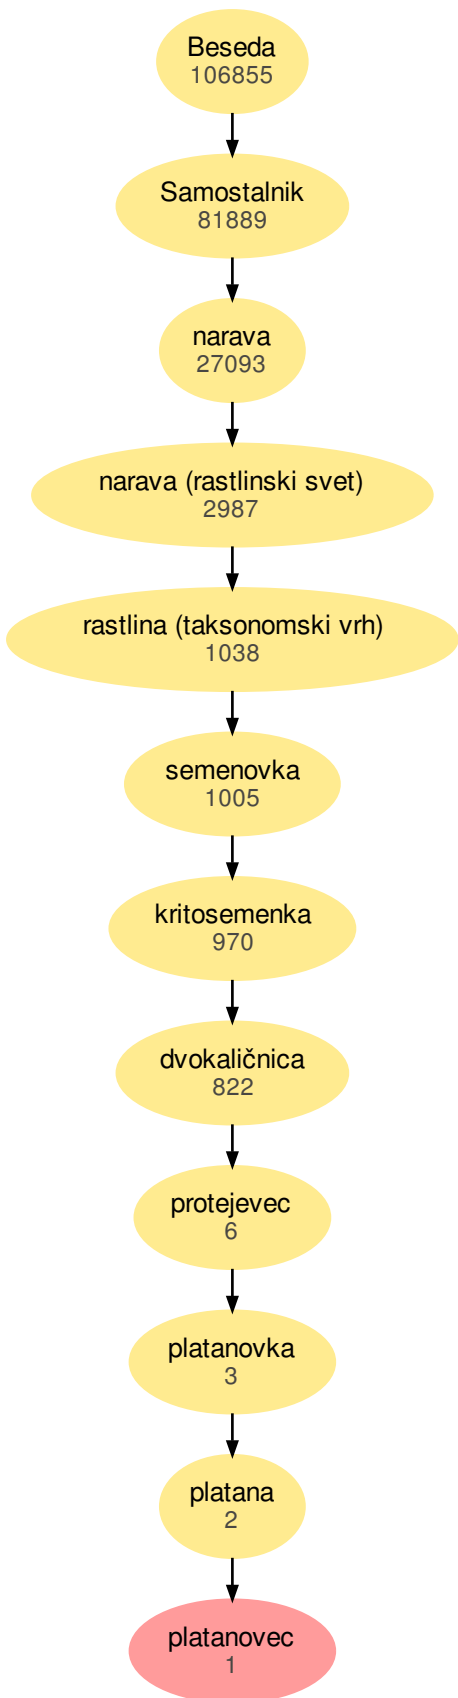 Beseda
106855
Samostalnik
81889
narava
27093
narava (rastlinski svet)
2987
rastlina (taksonomski vrh)
1038
semenovka
1005
kritosemenka
970
dvokaličnica
822
protejevec
6
platanovka
3
platana
2
platanovec
1